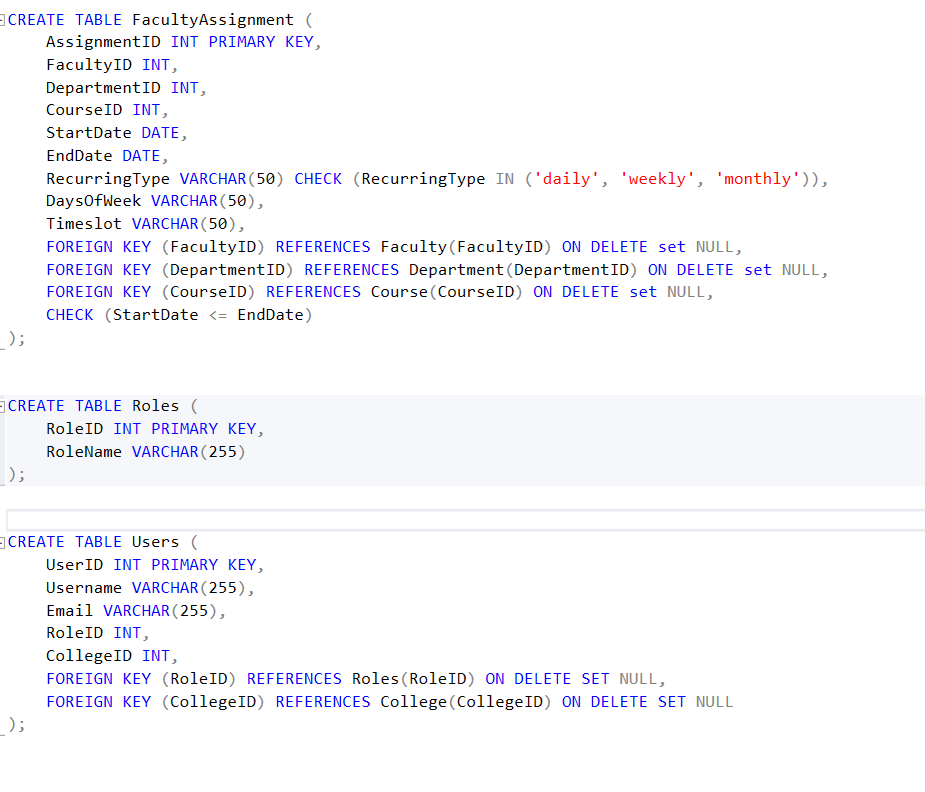 CREATE TABLE FacultyAssignment (
    AssignmentID INT PRIMARY KEY,
    FacultyID INT,
    DepartmentID INT,
    CourseID INT,
    StartDate DATE,
    EndDate DATE,
    RecurringType VARCHAR(50) CHECK (RecurringType IN ('daily', 'weekly', 'monthly')),
    DaysOfWeek VARCHAR(50),
    Timeslot VARCHAR(50),
    FOREIGN KEY (FacultyID) REFERENCES Faculty(FacultyID) ON DELETE set NULL,
    FOREIGN KEY (DepartmentID) REFERENCES Department(DepartmentID) ON DELETE set NULL,
    FOREIGN KEY (CourseID) REFERENCES Course(CourseID) ON DELETE set NULL,
    CHECK (StartDate <= EndDate)
);
CREATE TABLE Roles (
    RoleID INT PRIMARY KEY,
    RoleName VARCHAR(255)
);
CREATE TABLE Users (
    UserID INT PRIMARY KEY,
    Username VARCHAR(255),
    Email VARCHAR(255),
    RoleID INT,
    CollegeID INT,
    FOREIGN KEY (RoleID) REFERENCES Roles(RoleID) ON DELETE SET NULL,
    FOREIGN KEY (CollegeID) REFERENCES College(CollegeID) ON DELETE SET NULL
);